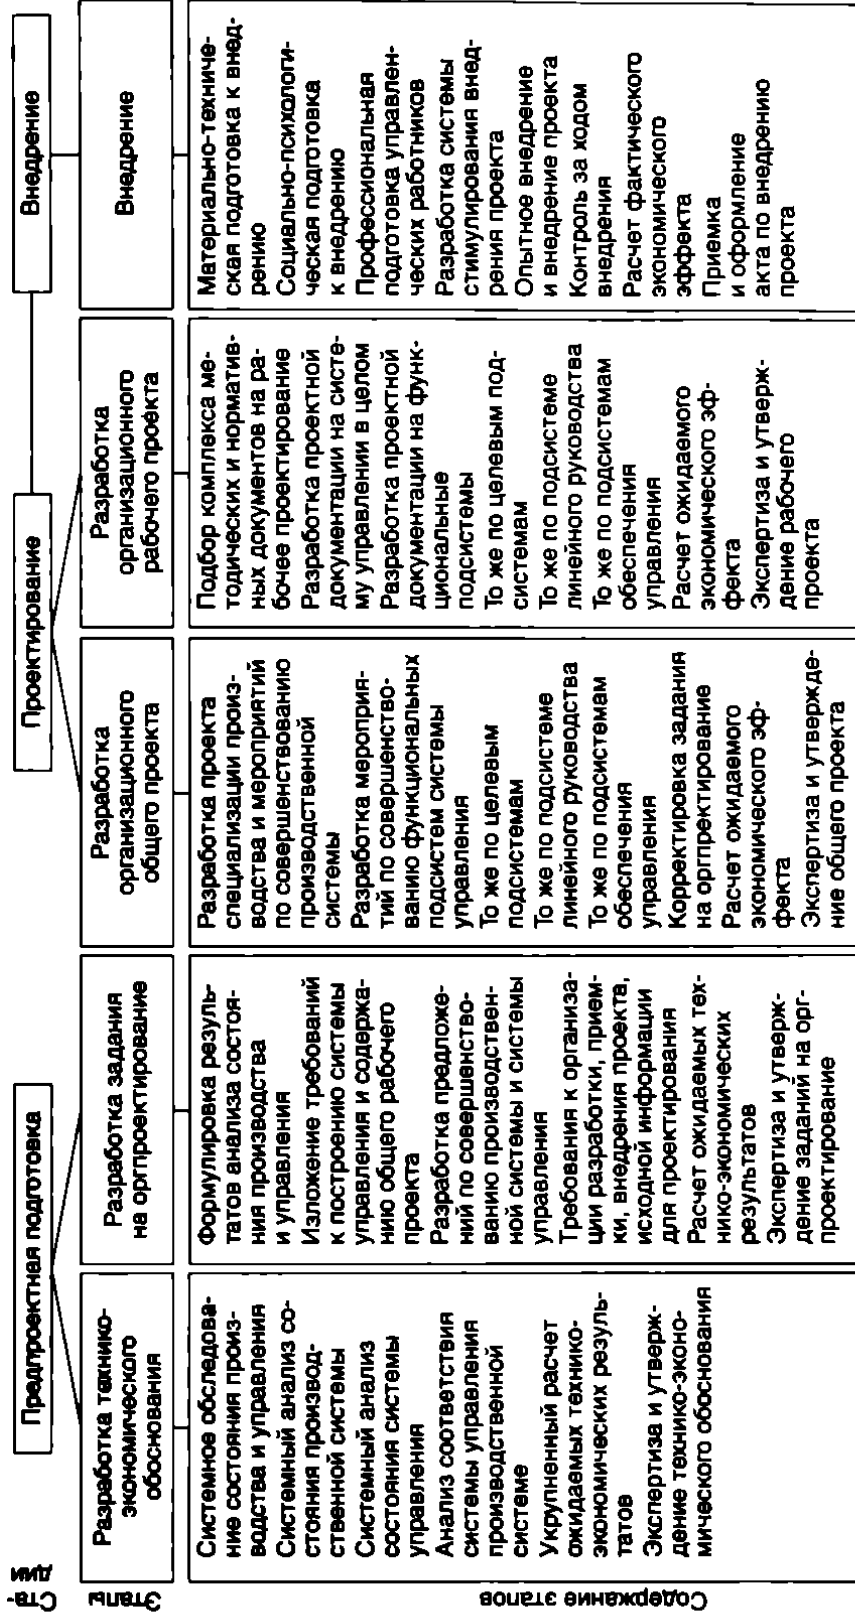 Ста-
дии
Предпроектная подготовка
Проектирование
Внедрение
Этапы
Разработка технико-
экономического
обоснования
Разработка задания
на оргпроектирование
Разработка
организационного
общего проекта
Разработка
организационного
рабочего проекта
Внедрение
Содержание этапов
Системное обследова-
ние состояния произ-
водства и управления
Системный анализ со-
стояния производ-
ственной системы
Системный анализ
состояния системы
управления
Анализ соответствия
системы управления
производственной
системе
Укрупненный расчет
ожидаемых технико-
экономических резуль-
татов
Экспертиза и утверж-
дение технико-эконо-
мического обоснования
Формулировка резуль-
татов анализа состоя-
ния производства
и управления
Изложение требований
к построению системы
управления и содержа-
нию общего рабочего
проекта
Разработка предложе-
ний по совершенство-
ванию производствен-
ной системы и системы
управления
Требования к организа-
ции разработки, прием-
ки, внедрения проекта,
исходной информации
для проектирования
Расчет ожидаемых тех-
нико-экономических
результатов
Экспертиза и утверж-
дение заданий на орг-
проектирование
Разработка проекта
специализации произ-
водства и мероприятий
по совершенствованию
производственной
системы
Разработка мероприя-
тий по совершенство-
ванию функциональных
подсистем системы
управления
То же по целевым
подсистемам
То же по подсистеме
линейного руководства
То же по подсистемам
обеспечения
управления
Корректировка задания
на оргпректирование
Расчет ожидаемого
экономического эф-
фекта
Экспертиза и утвержде-
ние общего проекта
Подбор комплекса ме-
тодических и норматив-
ных документов на ра-
бочее проектирование
Разработка проектной
документации на систе-
му управлении в целом
Разработка проектной
документации на функ-
циональные
подсистемы
То же по целевым под-
системам
То же по подсистеме
линейного руководства
То же по подсистемам
обеспечения
управления
Расчет ожидаемого
экономического эф-
фекта
Экспертиза и утверж-
дение рабочего
проекта
Материально-техниче-
ская подготовка к внед-
рению
Социально-психологи-
ческая подготовка
к внедрению
Профессиональная
подготовка управлен-
ческих работников
Разработка системы
стимулирования внед-
рения проекта
Опытное внедрение
и внедрение проекта
Контроль за ходом
внедрения
Расчет фактического
экономического
эффекта
Приемка
и оформление
акта по внедрению
проекта